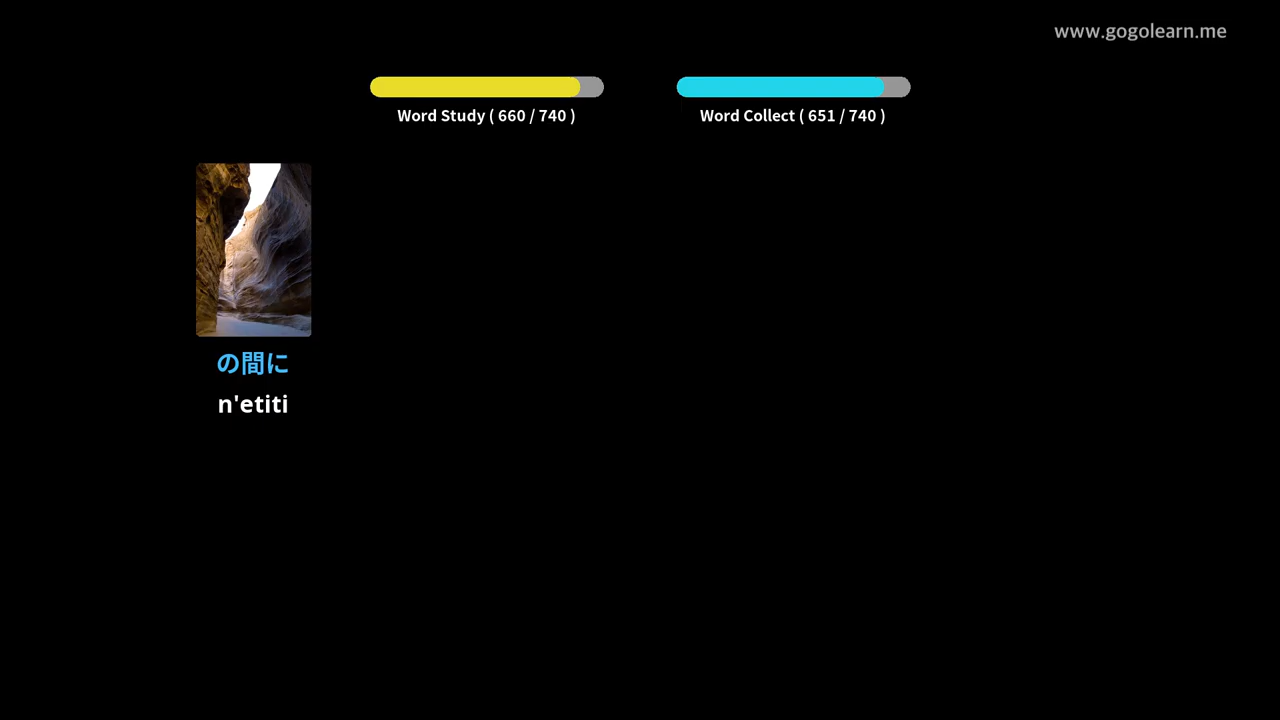 www.gogolearn.me
Word Study ( 660 / 740 )
Word Collect ( 651 / 740 )
の間に
n'etiti